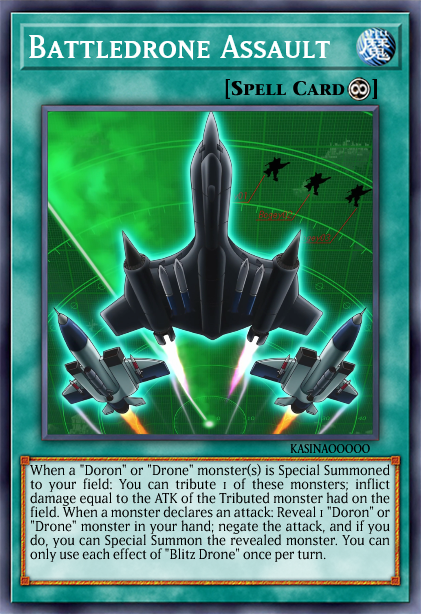 Battledrone Assault
魔
[Spell Card]
KASINAOOOOO
When a "Doron" or "Drone" monster(s) is Special Summoned
to your field: You can tribute 1 of these monsters; inflict
damage equal to the ATK of the Tributed monster had on the
field. When a monster declares an attack: Reveal 1 "Doron" or
"Drone" monster in your hand; negate the attack, and if you
do, you can Special Summon the revealed monster. You can
only use each effect of "Blitz Drone" once per turn.